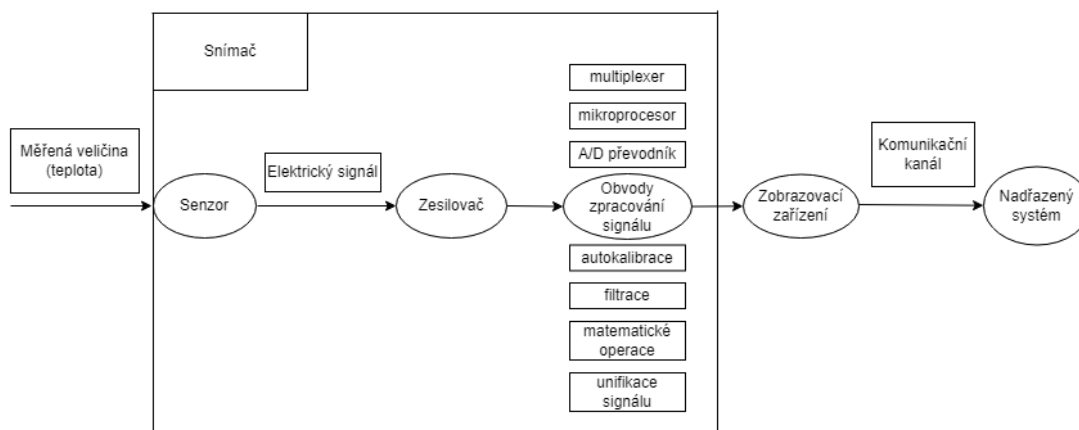 Snímač
multiplexer
mikroprocesor
A/D převodník
Měřená veličina
(teplota)
Elektrický signál
Komunikační
kanál
Senzor
Zesilovač
Obvody
zpracování
signálu
Zobrazovací
zařízení
Nadřazený
systém
autokalibrace
filtrace
matematické
operace
unifikace
signálu